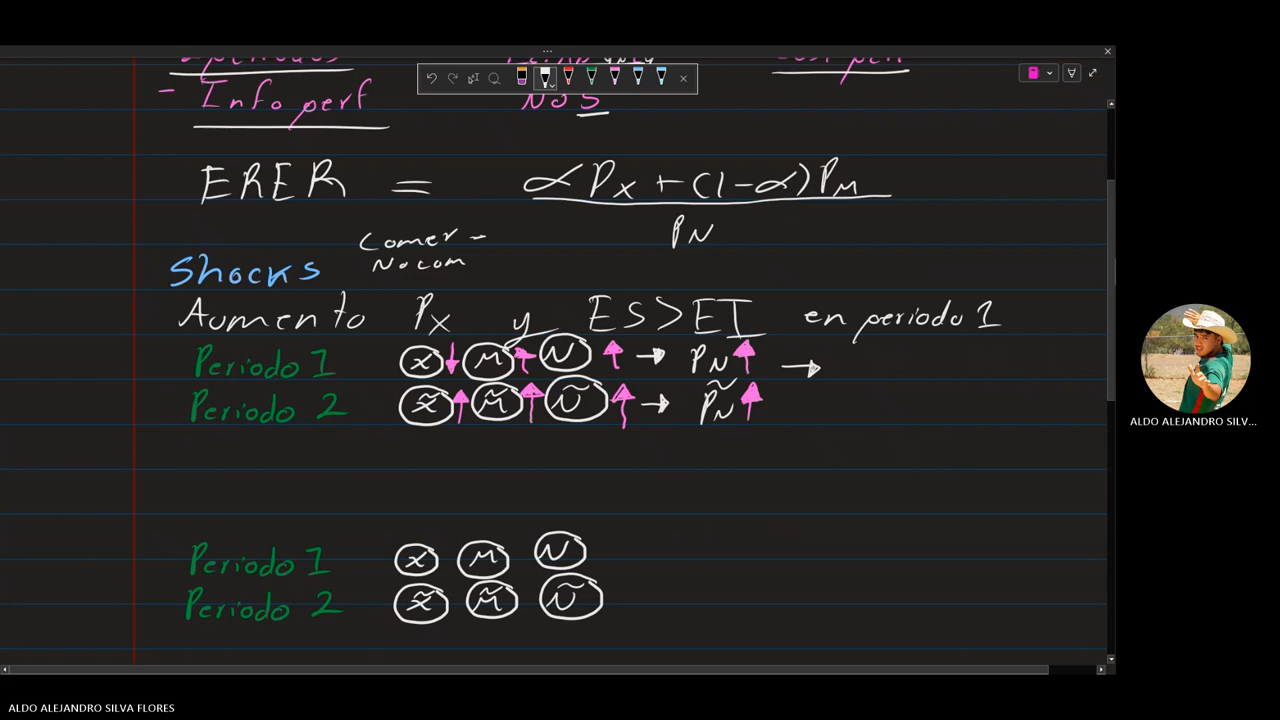 - Info perf
NOS
ERER = αPx + (1-α)PM
PN
Comer -
No com
Shocks
Aumento Px y ES > ET en periodo 1
Periodo 1 X ↓ M ↑ N ↑ → PN ↑ →
Periodo 2 X̃ ↑ M̃ ↑ Ñ ↑ → P̃N ↑
Periodo 1 X M N
Periodo 2 X̃ M̃ Ñ
ALDO ALEJANDRO SILV...
ALDO ALEJANDRO SILVA FLORES